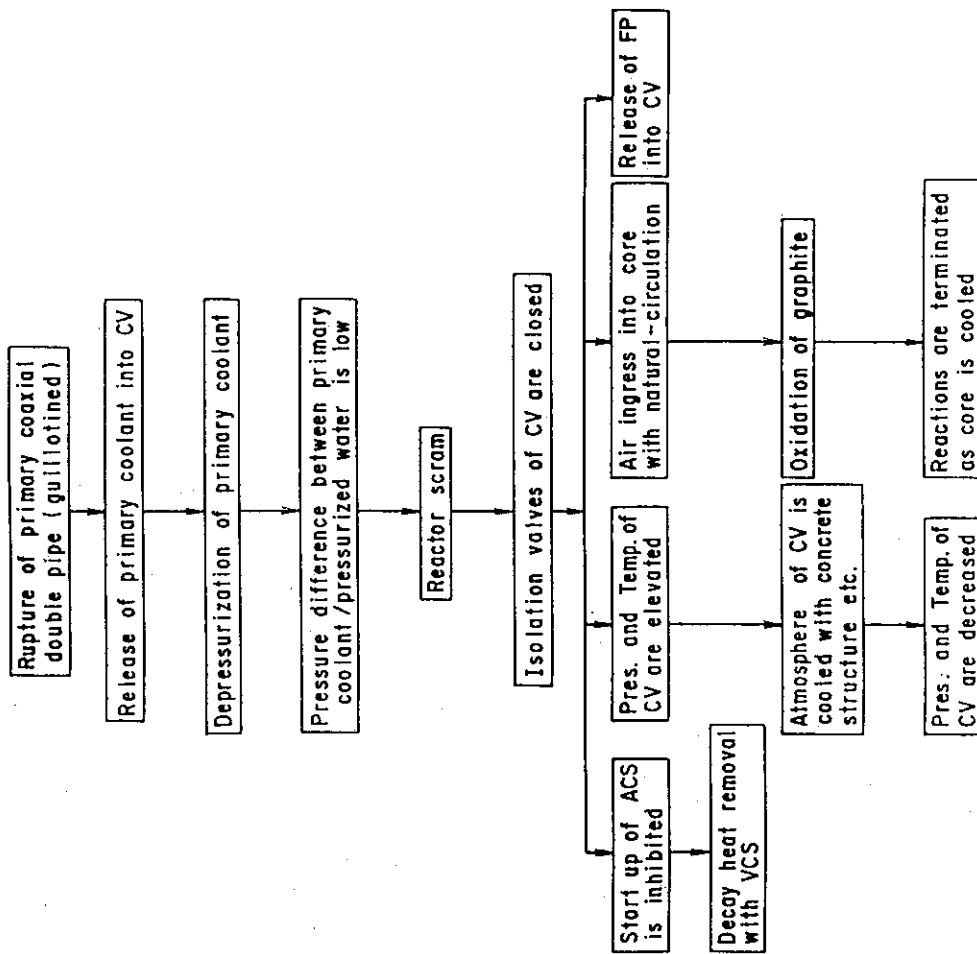 Rupture of primary coaxial
double pipe (guillotined)
Release of primary coolant into CV
Depressurization of primary coolant
Pressure difference between primary
coolant/pressurized water is low
Reactor scram
Isolation valves of CV are closed
Start up of ACS
is inhibited
Decay heat removal
with VCS
Pres. and Temp. of
CV are elevated
Atmosphere of CV is
cooled with concrete
structure etc.
Pres. and Temp. of
CV are decreased
Air ingress into core
with natural-circulation
Oxidation of graphite
Reactions are terminated
as core is cooled
Release of FP
into CV